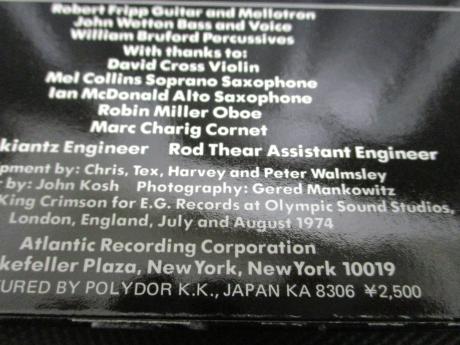 Robert Fripp Guitar and Mellotron
John Wetton Bass and Voice
William Bruford Percussives
With thanks to:
David Cross Violin
Mel Collins Soprano Saxophone
Ian McDonald Alto Saxophone
Robin Miller Oboe
Marc Charig Cornet
kiantz Engineer Rod Thear Assistant Engineer
pment by: Chris, Tex, Harvey and Peter Walmsley
r by: John Kosh Photography: Gered Mankowitz
King Crimson for E.G. Records at Olympic Sound Studios,
London, England, July and August 1974
Atlantic Recording Corporation
kefeller Plaza, New York, New York 10019
TURED BY POLYDOR K.K., JAPAN KA 8306 ¥2,500